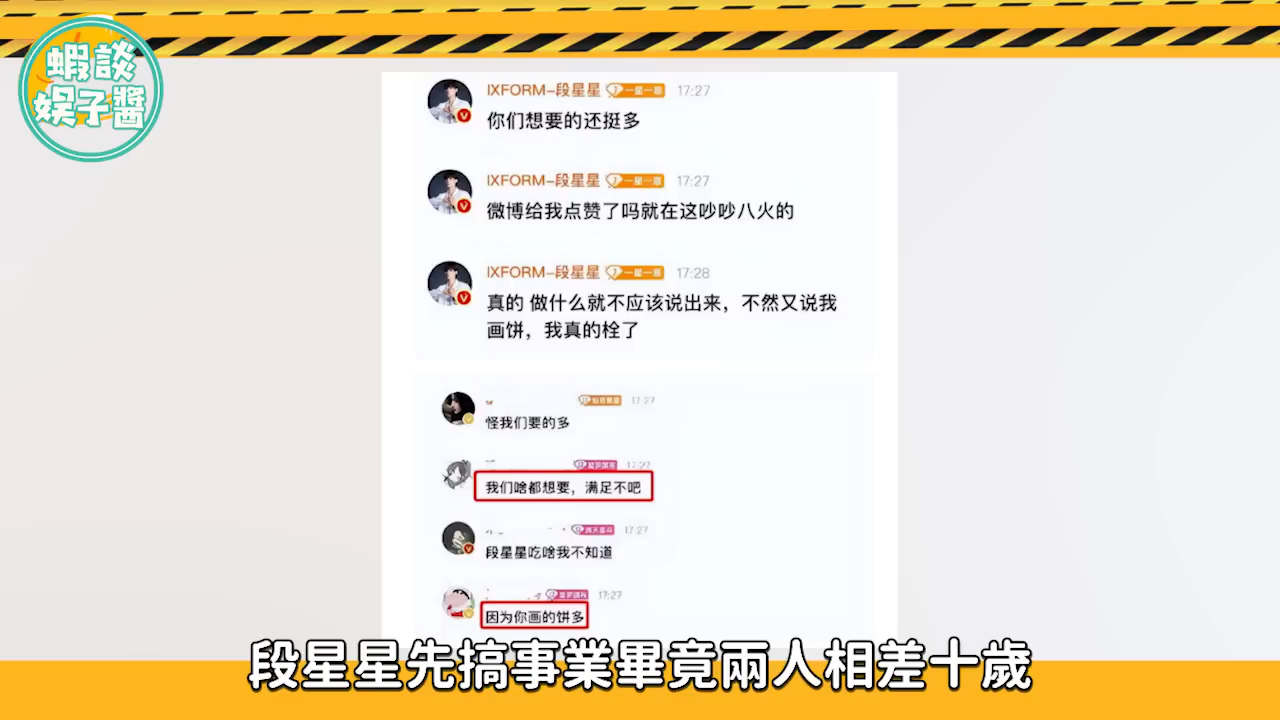 蝦談
娛子醬
IXFORM-段星星 一星一意 17:27
你们想要的还挺多
IXFORM-段星星 一星一意 17:27
微博给我点赞了吗就在这吵吵八火的
IXFORM-段星星 一星一意 17:28
真的 做什么就不应该说出来，不然又说我
画饼，我真的栓了
17:27
怪我们要的多
17:27
我们啥都想要，满足不吧
17:27
段星星吃啥我不知道
17:27
因为你画的饼多
段星星先搞事業畢竟兩人相差十歲